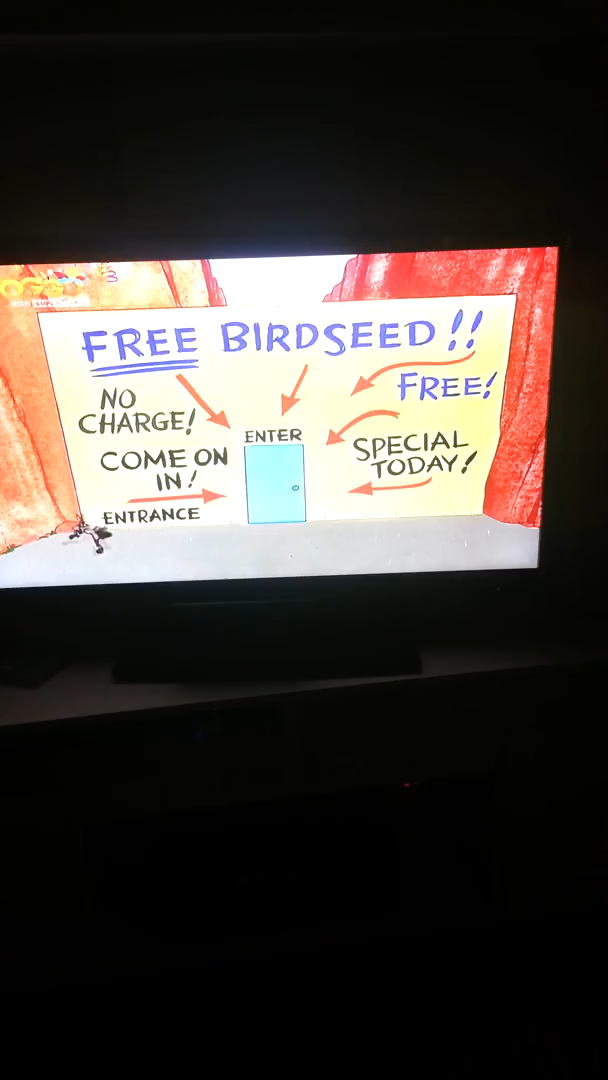 FREE BIRDSEED!!
NO
CHARGE!
FREE!
ENTER
COME ON
IN!
SPECIAL
TODAY!
ENTRANCE